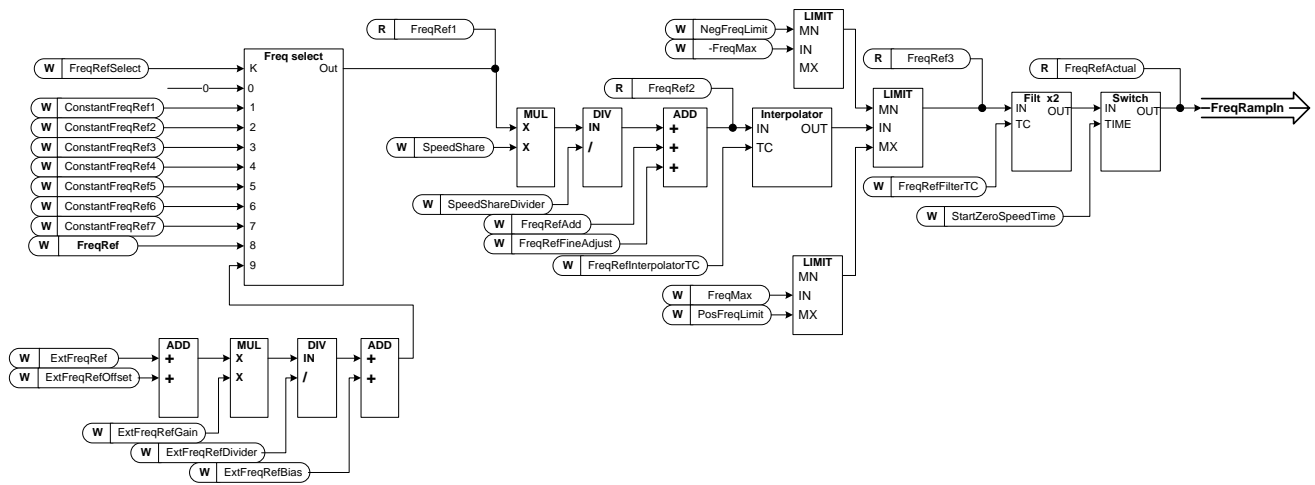 LIMIT
W NegFreqLimit MN
W -FreqMax IN
MX
R FreqRef1
R FreqRef3
R FreqRefActual
Freq select
W FreqRefSelect K Out
0 0
W ConstantFreqRef1 1
W ConstantFreqRef2 2
W ConstantFreqRef3 3
W ConstantFreqRef4 4
W ConstantFreqRef5 5
W ConstantFreqRef6 6
W ConstantFreqRef7 7
W FreqRef 8
9
R FreqRef2
MUL
X
X
W SpeedShare
DIV
IN
/
W SpeedShareDivider
ADD
+
+
+
W FreqRefAdd
W FreqRefFineAdjust
Interpolator
IN OUT
TC
W FreqRefInterpolatorTC
LIMIT
MN
IN
MX
Filt x2
IN OUT
TC
W FreqRefFilterTC
Switch
IN OUT
TIME
W StartZeroSpeedTime
FreqRampIn
LIMIT
MN
W FreqMax IN
W PosFreqLimit MX
ADD
W ExtFreqRef +
W ExtFreqRefOffset +
MUL
X
X
DIV
IN
/
ADD
+
+
W ExtFreqRefGain
W ExtFreqRefDivider
W ExtFreqRefBias